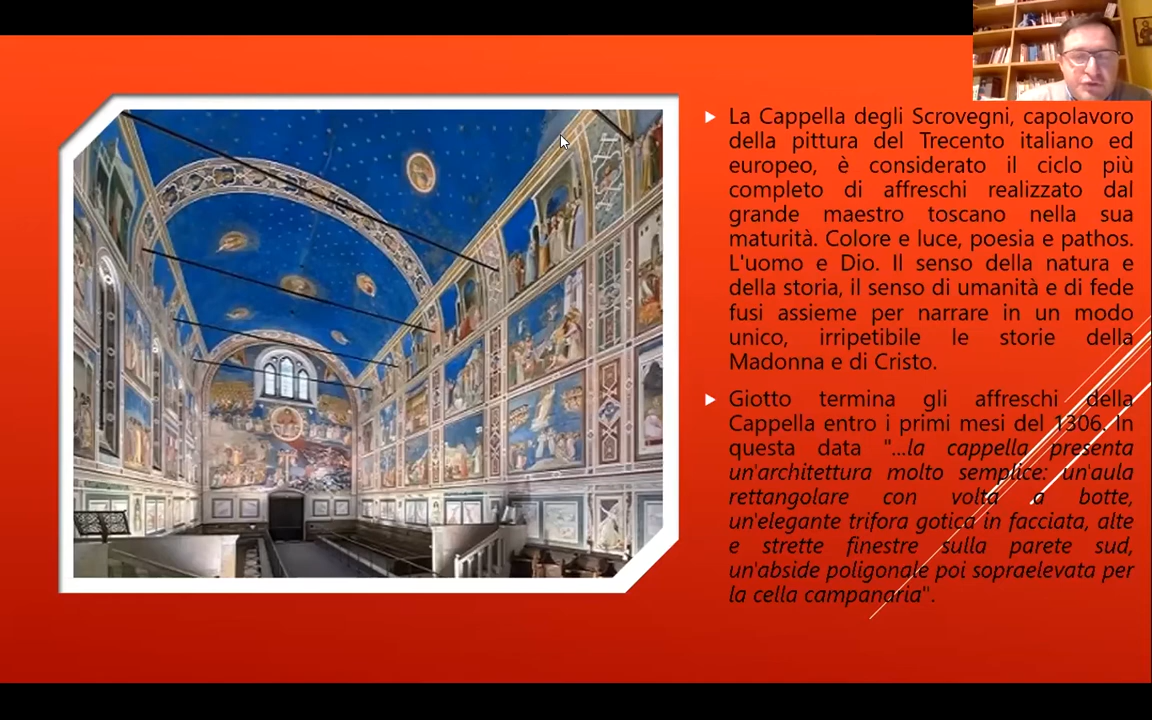 La Cappella degli Scrovegni, capolavoro
della pittura del Trecento italiano ed
europeo, è considerato il ciclo più
completo di affreschi realizzato dal
grande maestro toscano nella sua
maturità. Colore e luce, poesia e pathos.
L'uomo e Dio. Il senso della natura e
della storia, il senso di umanità e di fede
fusi assieme per narrare in un modo
unico, irripetibile le storie della
Madonna e di Cristo.
Giotto termina gli affreschi della
Cappella entro i primi mesi del 1306. In
questa data "...la cappella presenta
un'architettura molto semplice: un'aula
rettangolare con volta a botte,
un'elegante trifora gotica in facciata, alte
e strette finestre sulla parete sud,
un'abside poligonale poi sopraelevata per
la cella campanaria".